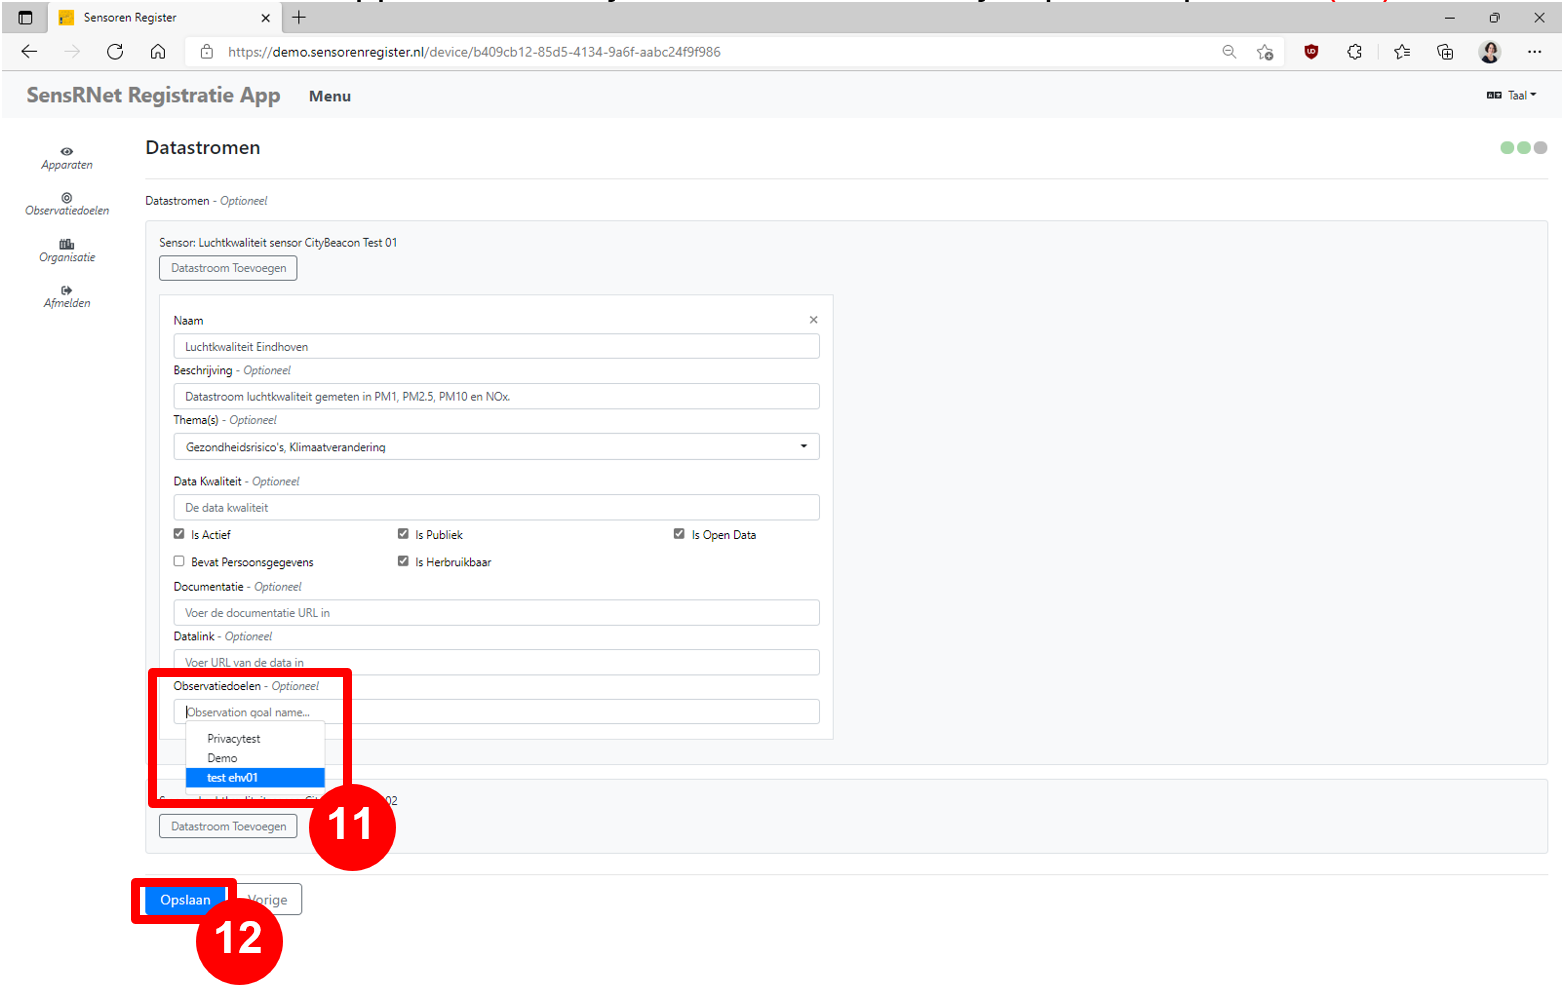 Sensoren Register
https://demo.sensorenregister.nl/device/b409cb12-85d5-4134-9a6f-aabc24f9f986
SensRNet Registratie App Menu
Taal
Apparaten
Observatiedoelen
Organisatie
Afmelden
Datastromen
Datastromen - Optioneel
Sensor: Luchtkwaliteit sensor CityBeacon Test 01
Datastroom Toevoegen
Naam
Luchtkwaliteit Eindhoven
Beschrijving - Optioneel
Datastroom luchtkwaliteit gemeten in PM1, PM2.5, PM10 en NOx.
Thema(s) - Optioneel
Gezondheidsrisico's, Klimaatverandering
Data Kwaliteit - Optioneel
De data kwaliteit
Is Actief Is Publiek Is Open Data
Bevat Persoonsgegevens Is Herbruikbaar
Documentatie - Optioneel
Voer de documentatie URL in
Datalink - Optioneel
Voer URL van de data in
Observatiedoelen - Optioneel
Observation goal name...
Privacytest
Demo
test ehv01
02
Datastroom Toevoegen
11
Opslaan Vorige
12